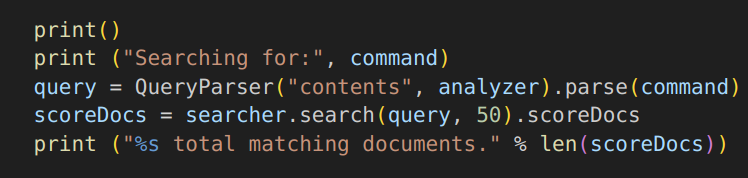 print()
print ("Searching for:", command)
query = QueryParser("contents", analyzer).parse(command)
scoreDocs = searcher.search(query, 50).scoreDocs
print ("%s total matching documents." % len(scoreDocs))